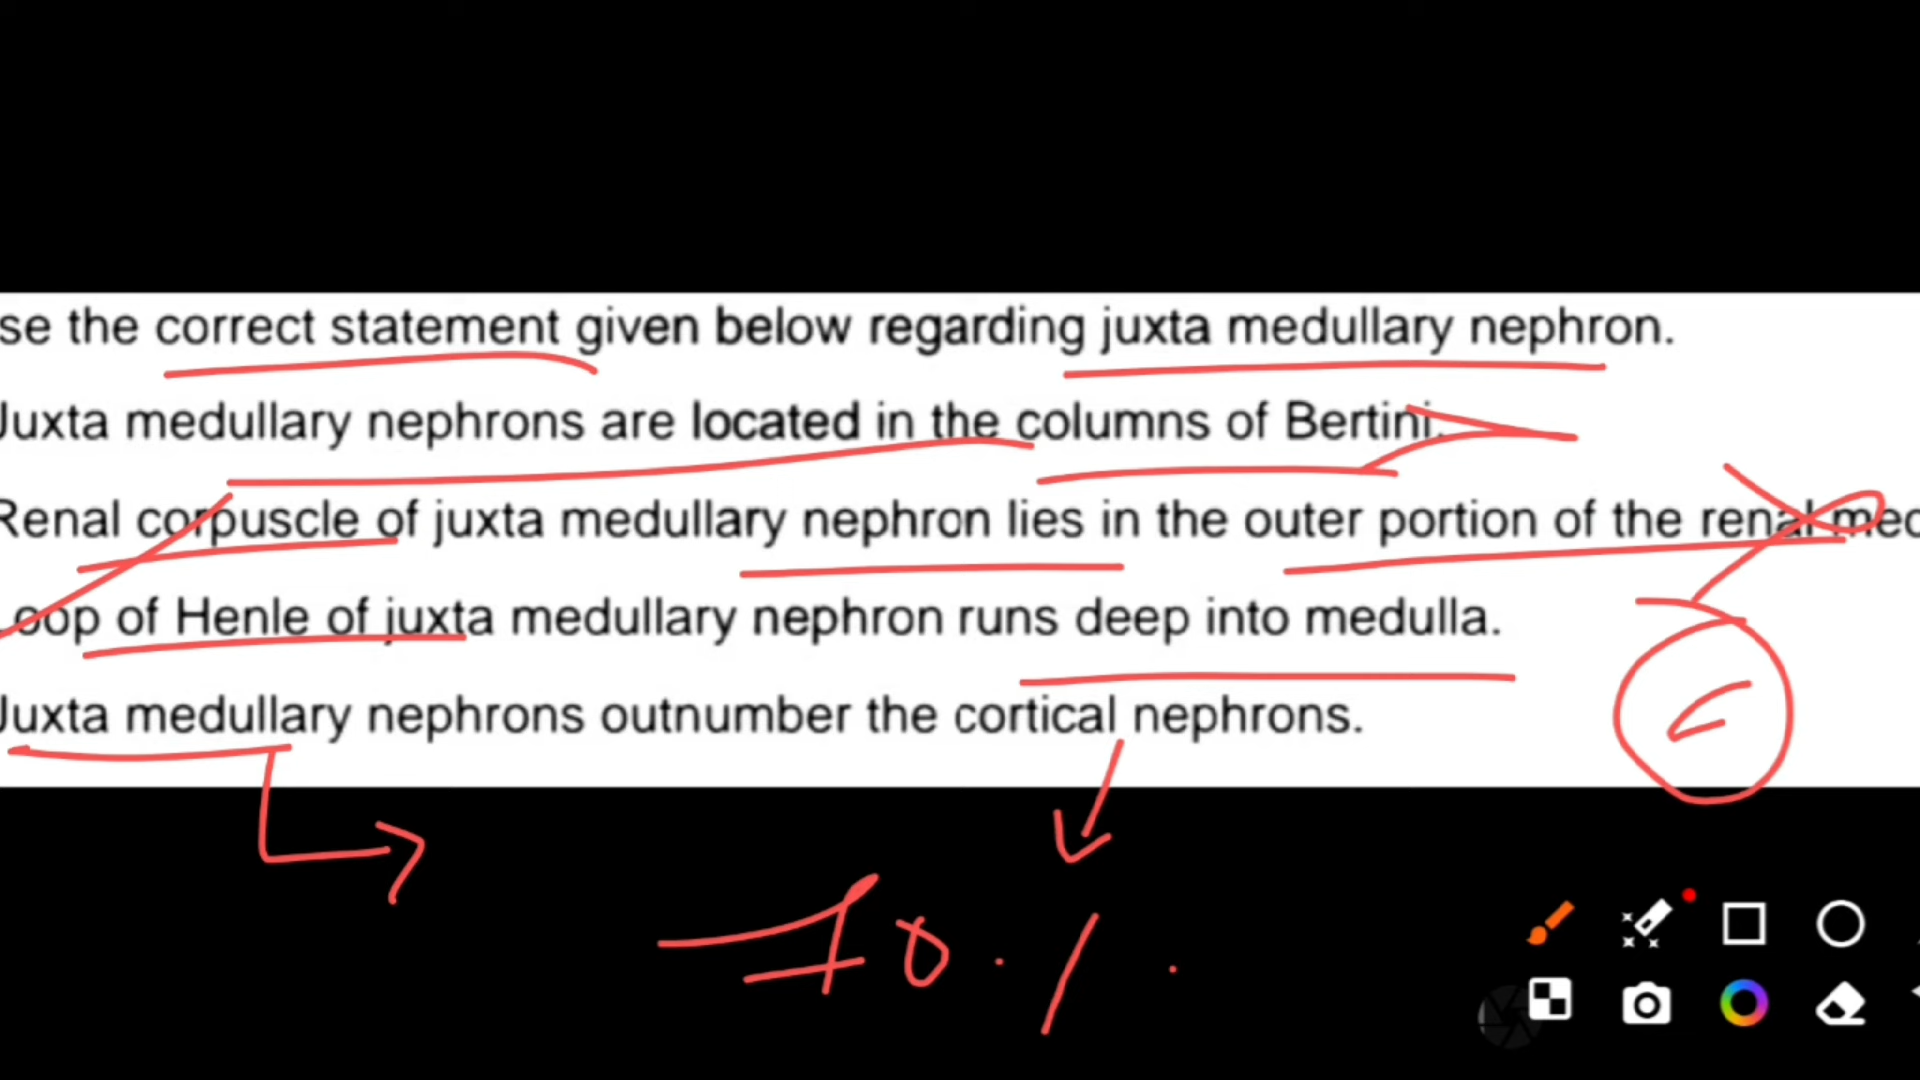 se the correct statement given below regarding juxta medullary nephron.
Juxta medullary nephrons are located in the columns of Bertini.
Renal corpuscle of juxta medullary nephron lies in the outer portion of the renal med
oop of Henle of juxta medullary nephron runs deep into medulla.
Juxta medullary nephrons outnumber the cortical nephrons.